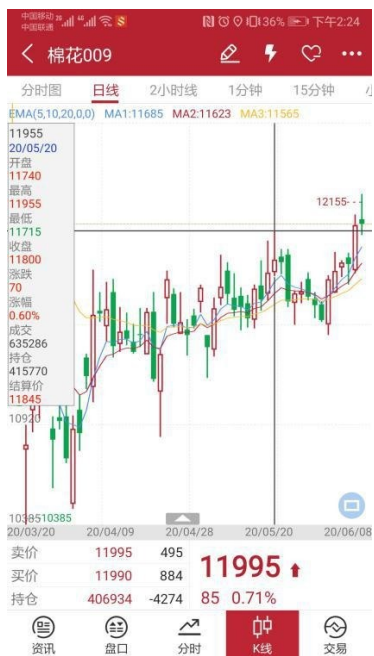 中国移动
中国联通
36%
下午2:24
棉花009
分时图 日线 2小时线 1分钟 15分钟
EMA(5,10,20,0,0) MA1:11685 MA2:11623 MA3:11565
11955
20/05/20
开盘
11740
最高
11955
最低
11715
收盘
11800
涨跌
70
涨幅
0.60%
成交
635286
持仓
415770
结算价
11845
12155
10920
10385 10385
20/03/20 20/04/09 20/04/28 20/05/20 20/06/08
卖价 11995 495
买价 11990 884
持仓 406934 -4274
11995
85 0.71%
资讯 盘口 分时 K线 交易